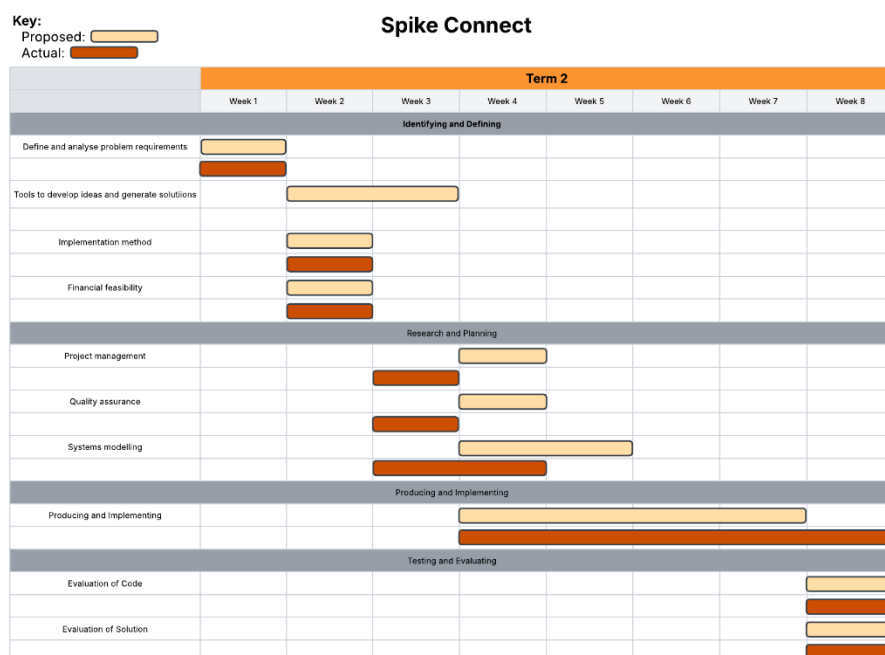 Key:
Spike Connect
Proposed:
Actual:
Term 2
Week 1 Week 2 Week 3 Week 4 Week 5 Week 6 Week 7 Week 8
Identifying and Defining
Define and analyse problem requirements
Tools to develop ideas and generate solutiions
Implementation method
Financial feasibility
Research and Planning
Project management
Quality assurance
Systems modelling
Producing and Implementing
Producing and Implementing
Testing and Evaluating
Evaluation of Code
Evaluation of Solution